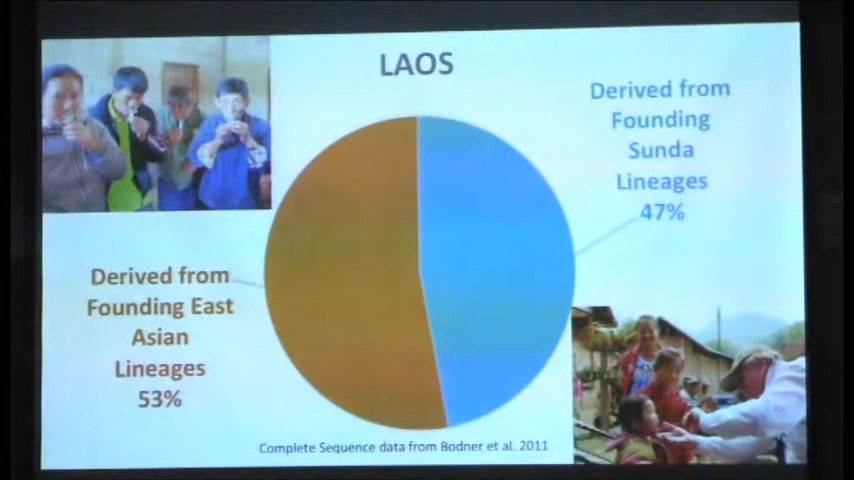 LAOS
Derived from
Founding
Sunda
Lineages
47%
Derived from
Founding East
Asian
Lineages
53%
Complete Sequence data from Bodner et al. 2011